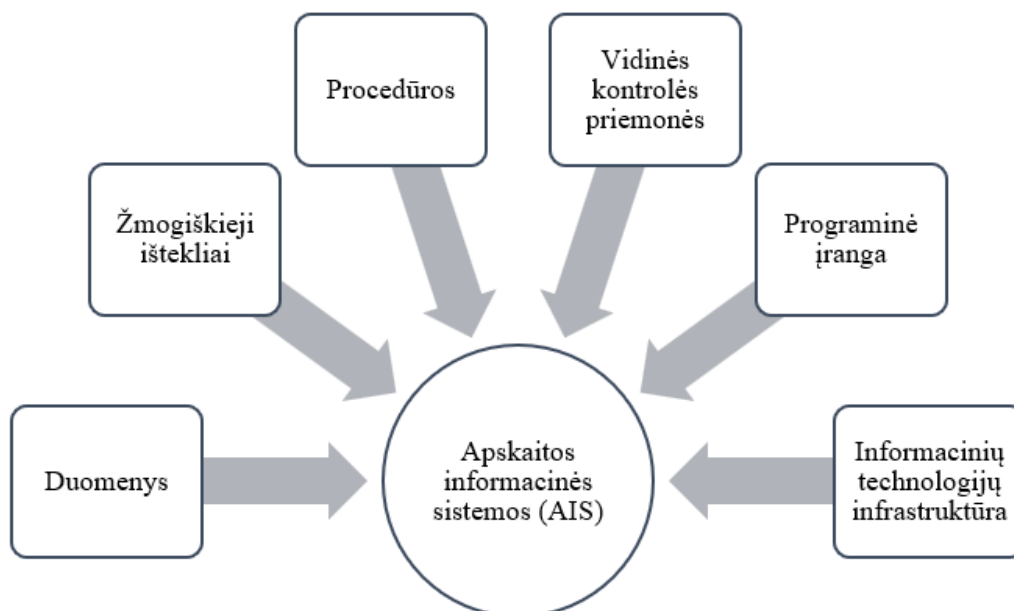 Procedūros
Vidinės
kontrolės
priemonės
Žmogiškieji
ištekliai
Programinė
įranga
Duomenys
Apskaitos
informacinės
sistemos (AIS)
Informacinių
technologijų
infrastruktūra